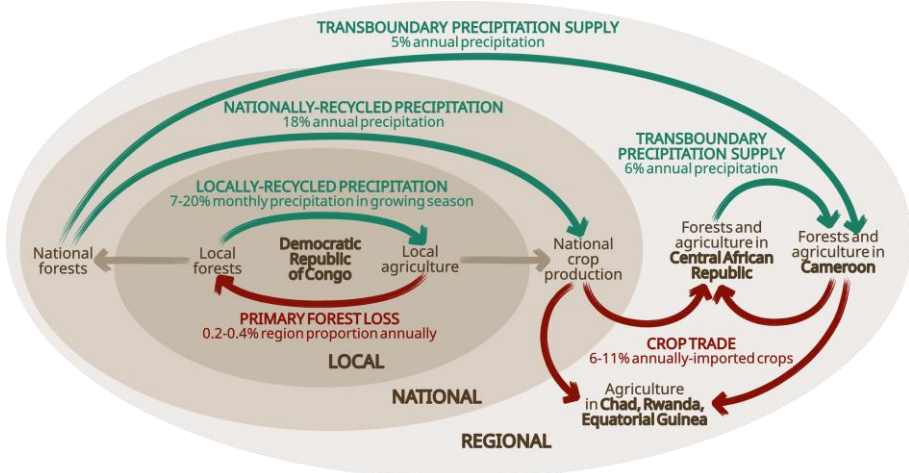 TRANSBOUNDARY PRECIPITATION SUPPLY
5% annual precipitation
NATIONALLY-RECYCLED PRECIPITATION
18% annual precipitation
TRANSBOUNDARY
PRECIPITATION SUPPLY
6% annual precipitation
LOCALLY-RECYCLED PRECIPITATION
7-20% monthly precipitation in growing season
National
forests
Local
forests
Democratic
Republic
of Congo
Local
agriculture
National
crop
production
Forests and
agriculture in
Central African
Republic
Forests and
agriculture in
Cameroon
PRIMARY FOREST LOSS
0.2-0.4% region proportion annually
CROP TRADE
6-11% annually-imported crops
LOCAL
NATIONAL
Agriculture
in Chad, Rwanda,
Equatorial Guinea
REGIONAL